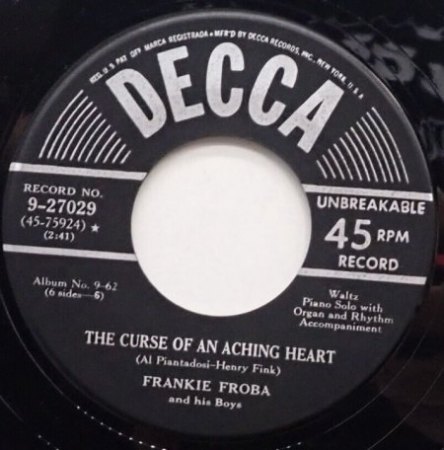 REG. U.S. PAT. OFF. MARCA REGISTRADA • MF'D BY DECCA RECORDS, INC., NEW YORK, U.S.A.
DECCA
RECORD NO.
9-27029
(45-75924) ★
(2:41)
UNBREAKABLE
45 RPM
RECORD
Album No. 9-62
(6 sides—6)
Waltz
Piano Solo with
Organ and Rhythm
Accompaniment
THE CURSE OF AN ACHING HEART
(Al Piantadosi-Henry Fink)
FRANKIE FROBA
and his Boys